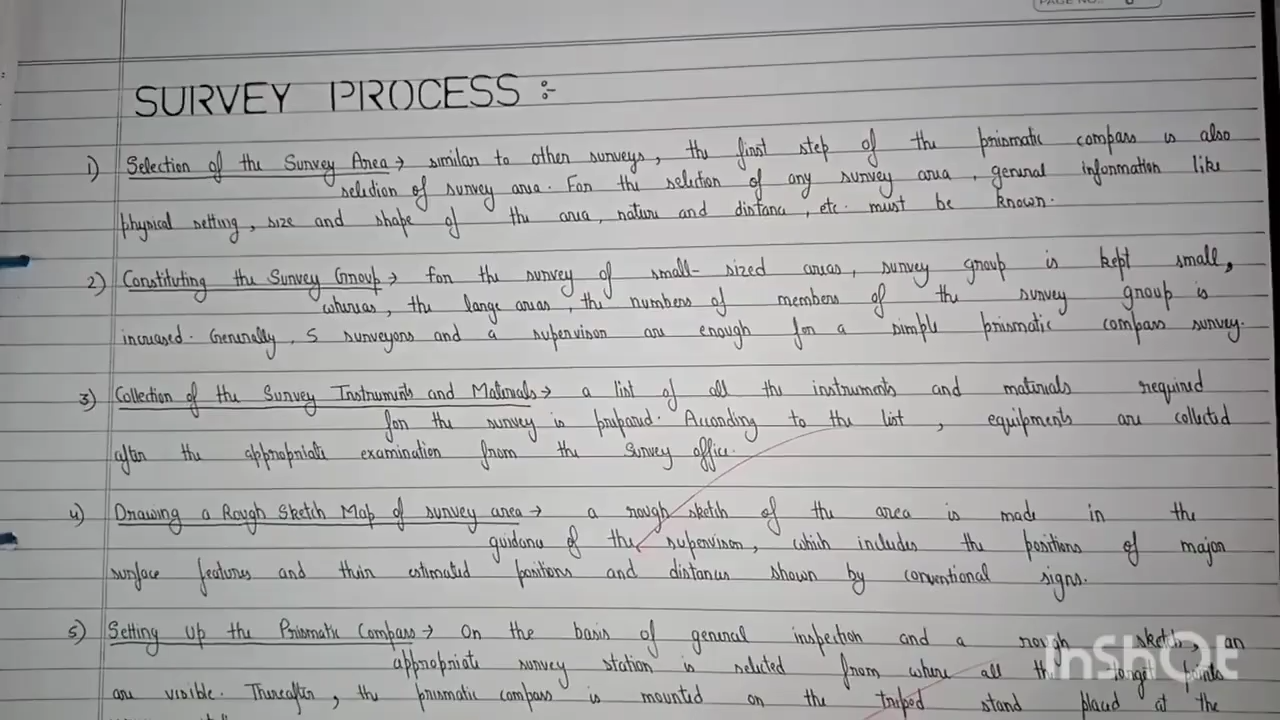 PAGE NO.
SURVEY PROCESS :-
1) Selection of the Survey Area → similar to other surveys, the first step of the prismatic compass is also
selection of survey area. For the selection of any survey area, general information like
physical setting, size and shape of the area, nature and distance, etc. must be known.
2) Constituting the Survey Group → For the survey of small-sized areas, survey group is kept small,
whereas, the large areas, the numbers of members of the survey group is
increased. Generally, 5 surveyors and a supervisor are enough for a simple prismatic compass survey.
3) Collection of the Survey Instruments and Materials → a list of all the instruments and materials required
for the survey is prepared. According to the list, equipments are collected
after the appropriate examination from the survey office.
4) Drawing a Rough Sketch Map of survey area → a rough sketch of the area is made in the
guidance of the supervisor, which includes the positions of major
surface features and their estimated positions and distances shown by conventional signs.
5) Setting up the Prismatic Compass → On the basis of general inspection and a rough sketch, an
appropriate survey station is selected from where all the points
are visible. Thereafter, the prismatic compass is mounted on the tripod stand placed at the
InShOt